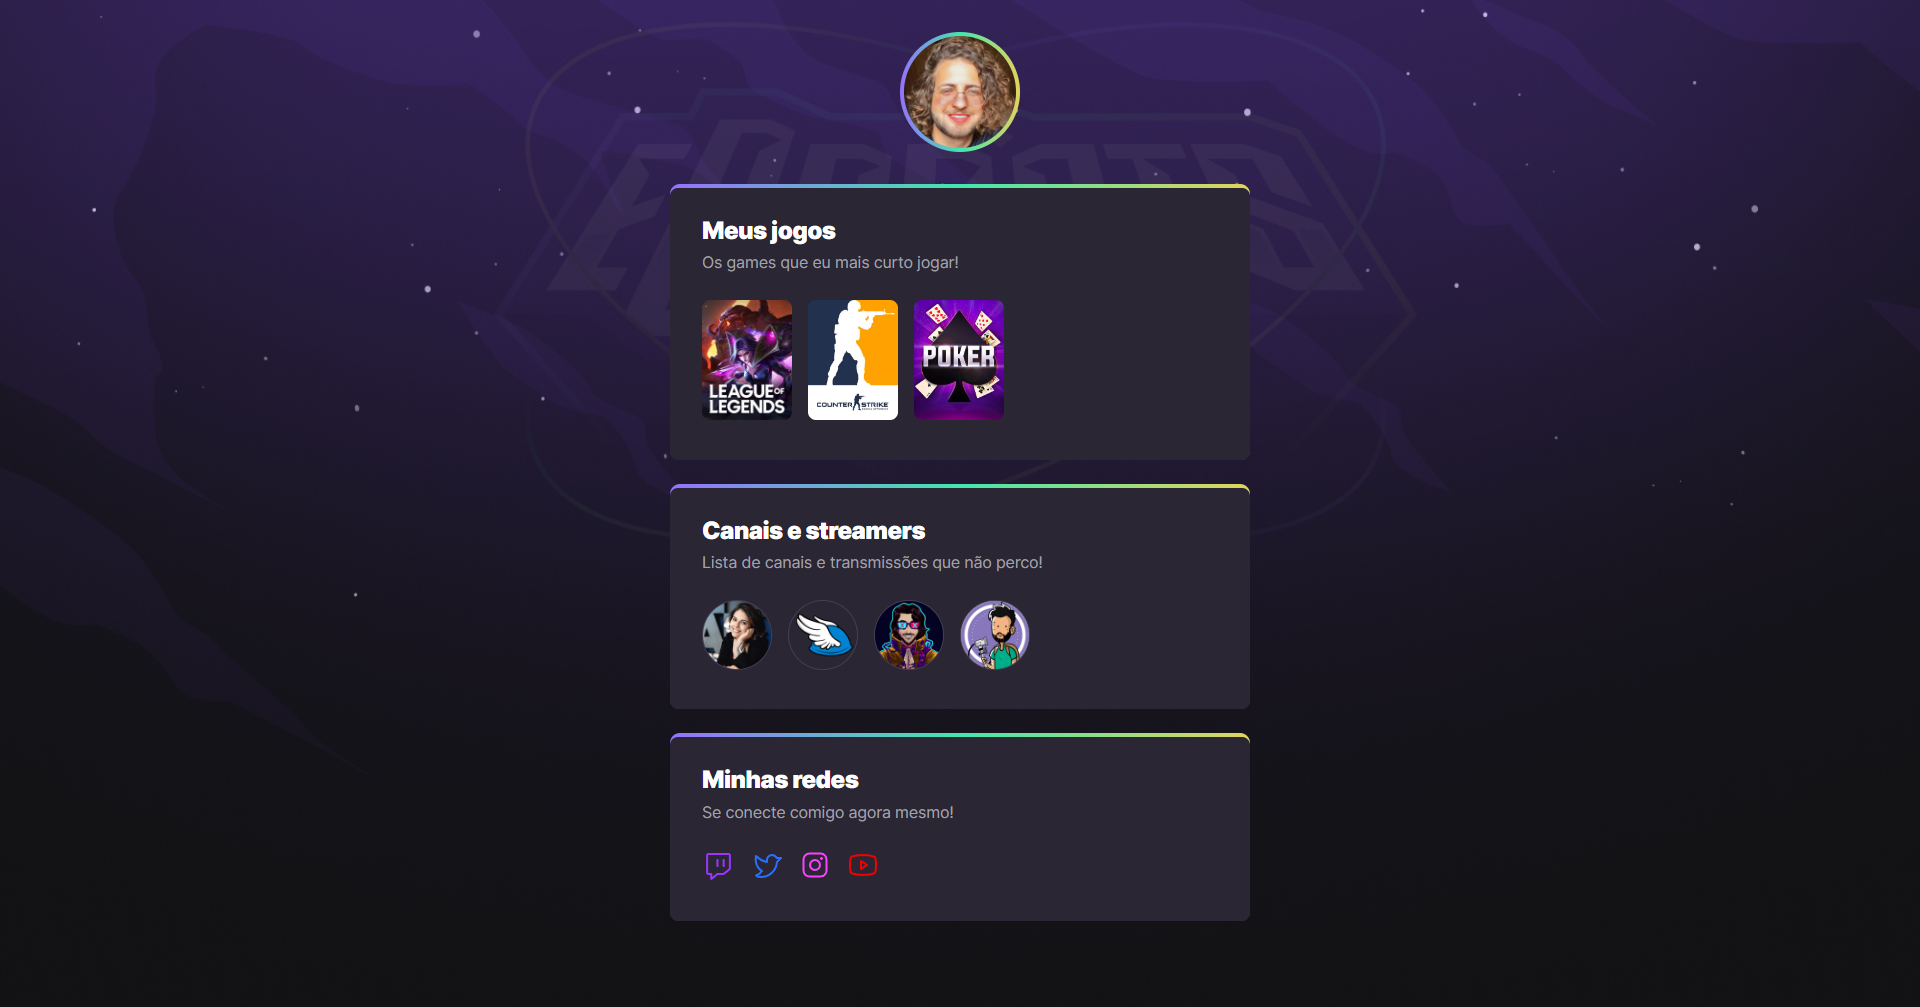 eSports
Meus jogos
Os games que eu mais curto jogar!
LEAGUE OF
LEGENDS
COUNTER STRIKE
POKER
Canais e streamers
Lista de canais e transmissões que não perco!
Minhas redes
Se conecte comigo agora mesmo!